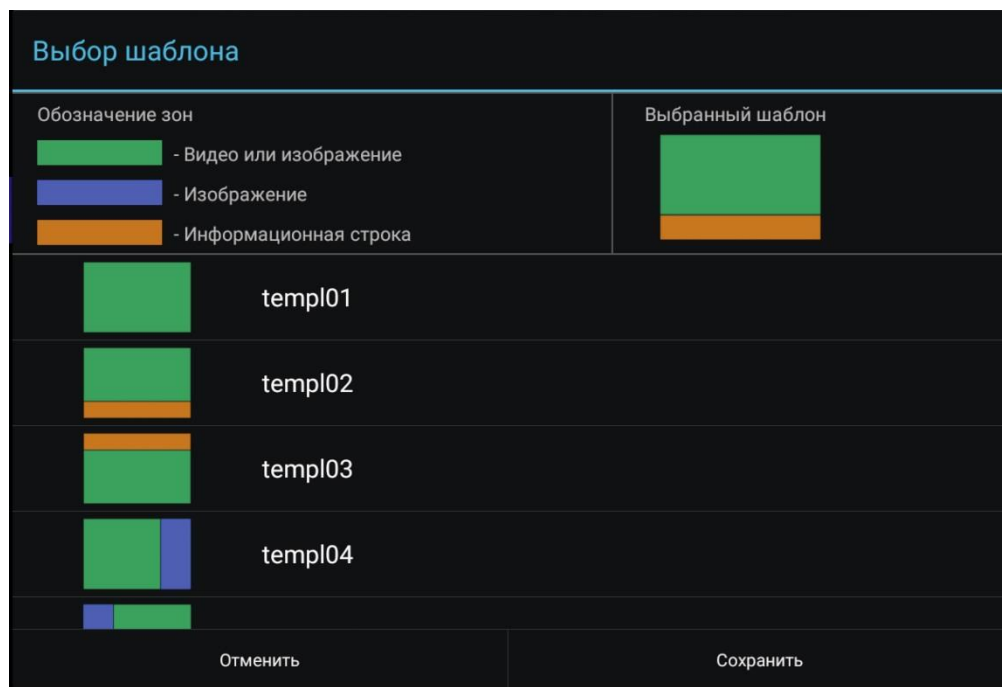 Выбор шаблона
Обозначение зон
- Видео или изображение
- Изображение
- Информационная строка
Выбранный шаблон
templ01
templ02
templ03
templ04
Отменить
Сохранить